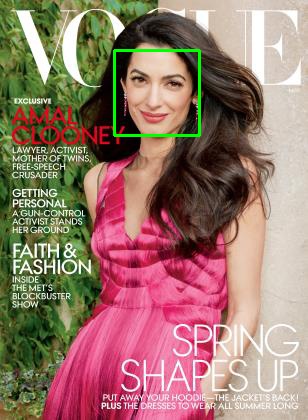 VOGUE
EXCLUSIVE
AMAL
CLOONEY
LAWYER, ACTIVIST,
MOTHER OF TWINS,
FREE-SPEECH
CRUSADER
GETTING
PERSONAL
A GUN-CONTROL
ACTIVIST STANDS
HER GROUND
FAITH &
FASHION
INSIDE
THE MET'S
BLOCKBUSTER
SHOW
SPRING
SHAPES UP
PUT AWAY YOUR HOODIE—THE JACKET'S BACK!
PLUS THE DRESSES TO WEAR ALL SUMMER LONG